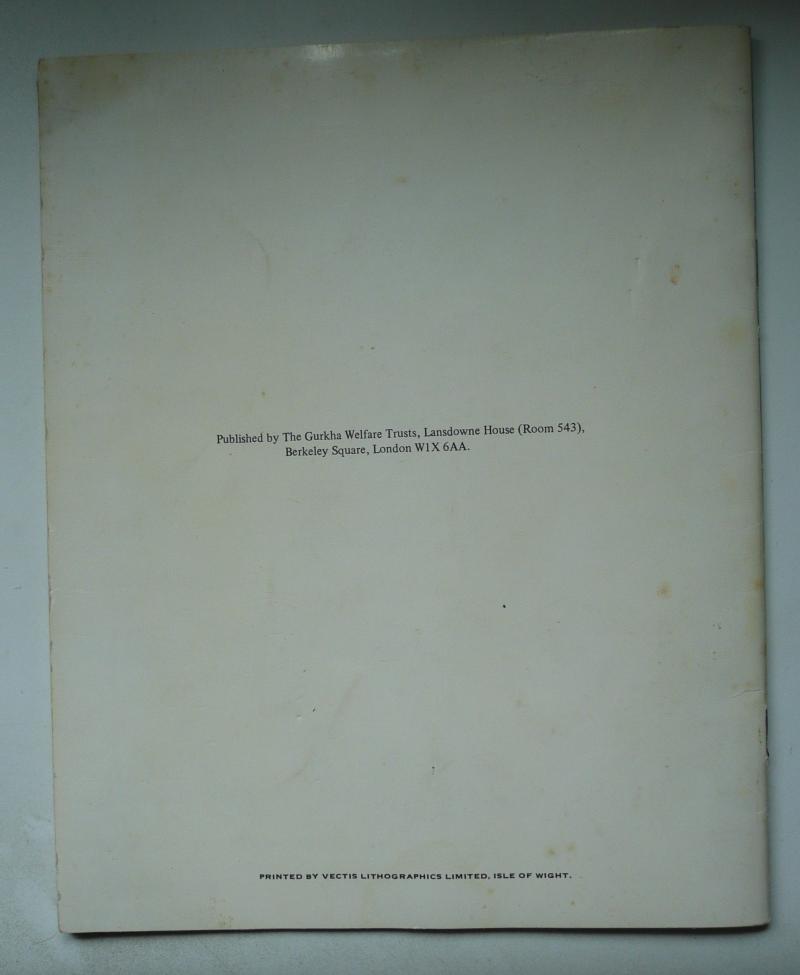 Published by The Gurkha Welfare Trusts, Lansdowne House (Room 543),
Berkeley Square, London W1X 6AA.
PRINTED BY VECTIS LITHOGRAPHICS LIMITED, ISLE OF WIGHT.